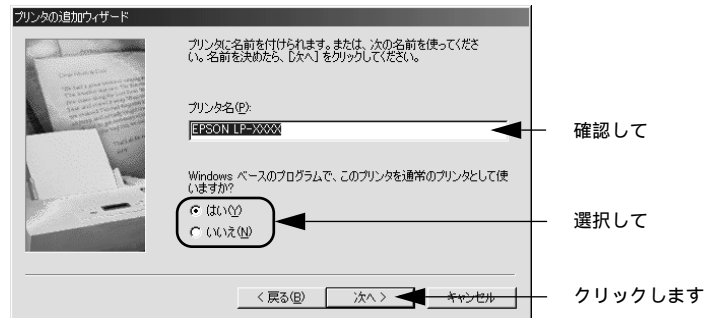 プリンタの追加ウィザード
プリンタに名前を付けられます。または、次の名前を使ってくださ
い。名前を決めたら、[次へ] をクリックしてください。
プリンタ名(P):
EPSON LP-XXXX
確認して
Windows ベースのプログラムで、このプリンタを通常のプリンタとして使
いますか?
はい(Y)
いいえ(N)
選択して
< 戻る(B)
次へ >
キャンセル
クリックします